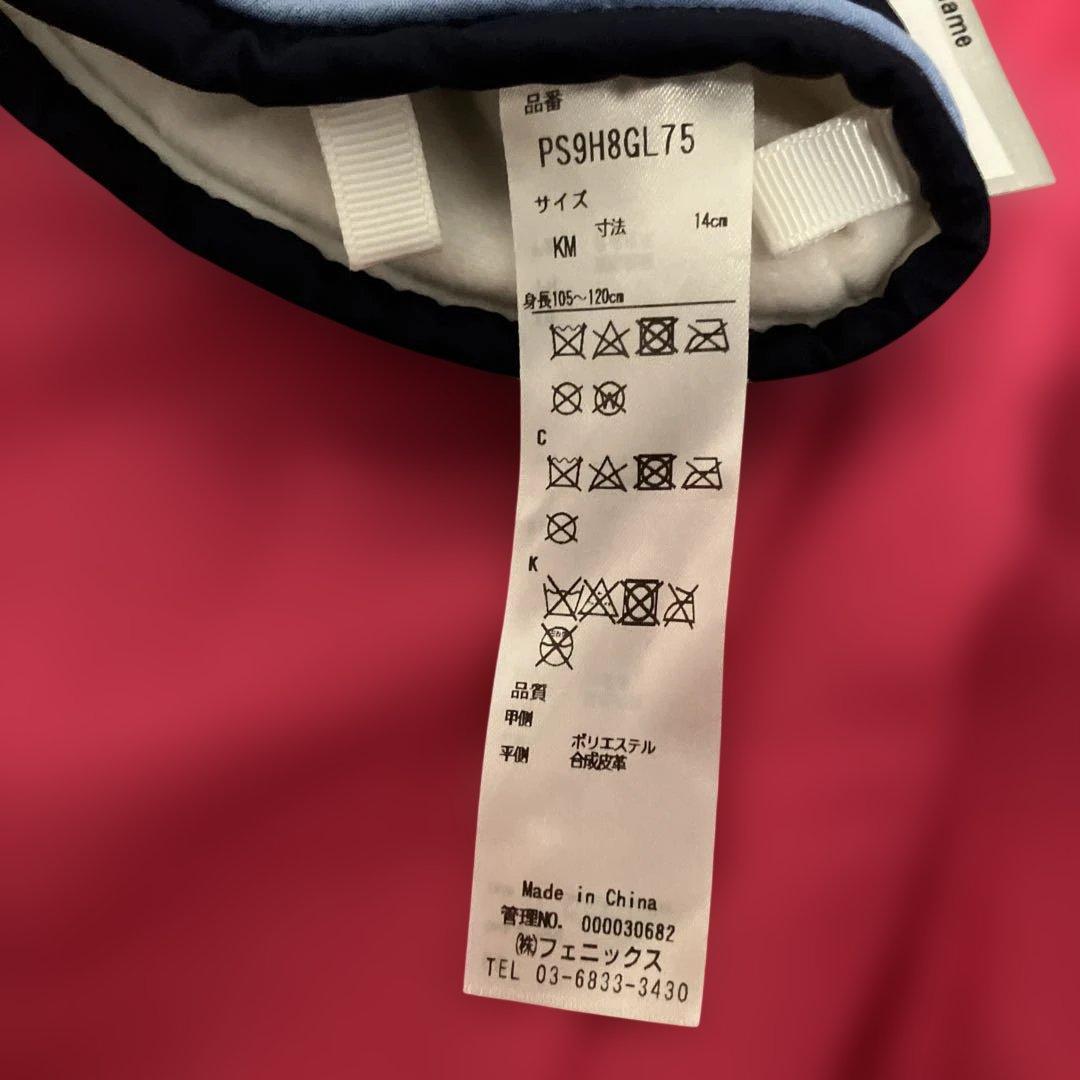 ame
品番
PS9H8GL75
サイズ
寸法 14cm
KM
身長105〜120cm
W
C
K
品質
甲側
ポリエステル
平側 合成皮革
Made in China
管理NO. 000030682
㈱フェニックス
TEL 03-6833-3430